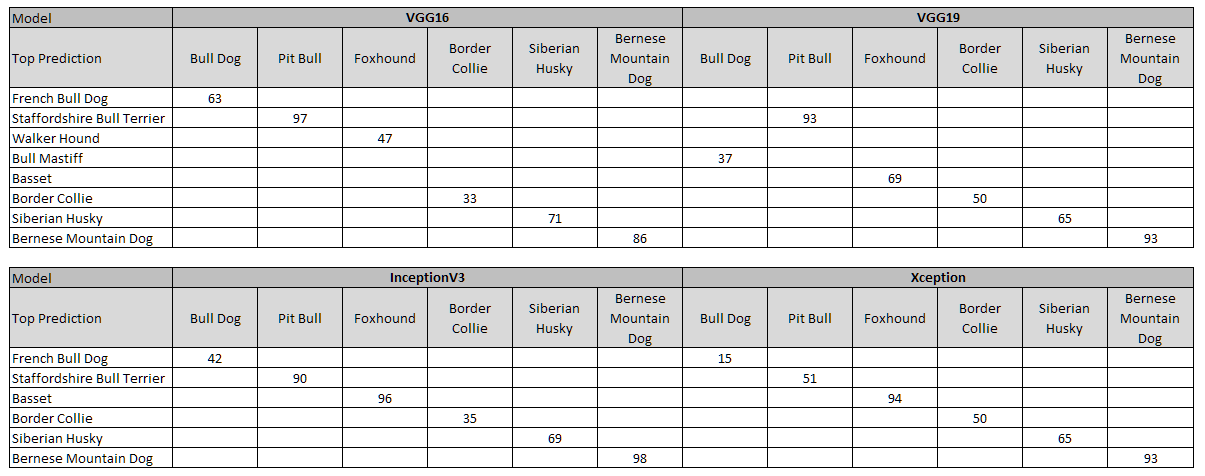 Model VGG16 VGG19
Top Prediction Bull Dog Pit Bull Foxhound Border Collie Siberian Husky Bernese Mountain Dog Bull Dog Pit Bull Foxhound Border Collie Siberian Husky Bernese Mountain Dog
French Bull Dog 63
Staffordshire Bull Terrier 97 93
Walker Hound 47
Bull Mastiff 37
Basset 69
Border Collie 33 50
Siberian Husky 71 65
Bernese Mountain Dog 86 93
Model InceptionV3 Xception
Top Prediction Bull Dog Pit Bull Foxhound Border Collie Siberian Husky Bernese Mountain Dog Bull Dog Pit Bull Foxhound Border Collie Siberian Husky Bernese Mountain Dog
French Bull Dog 42 15
Staffordshire Bull Terrier 90 51
Basset 96 94
Border Collie 35 50
Siberian Husky 69 65
Bernese Mountain Dog 98 93